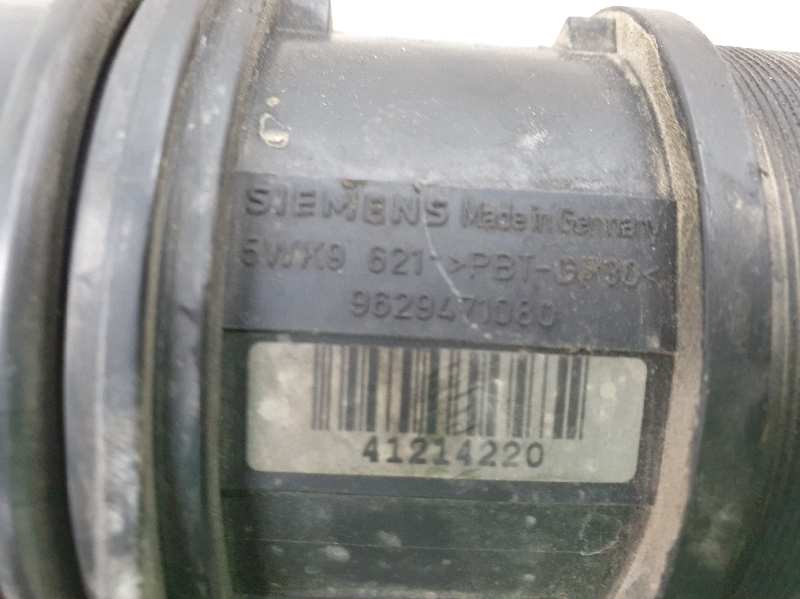 SIEMENS Made in Germany
5WK9 621 >PBT-GF30<
9629471080
41214220